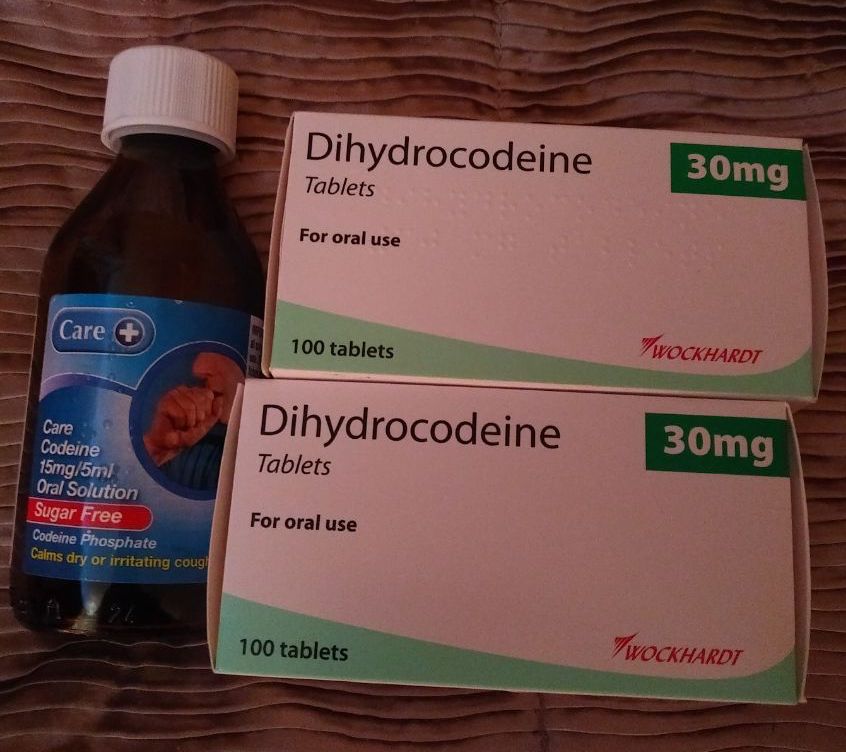 Care
Care
Codeine
15mg/5ml
Oral Solution
Sugar Free
Codeine Phosphate
Calms dry or irritating
Dihydrocodeine
30mg
Tablets
For oral use
100 tablets
WOCKHARDT
Dihydrocodeine
30mg
Tablets
For oral use
100 tablets
WOCKHARDT